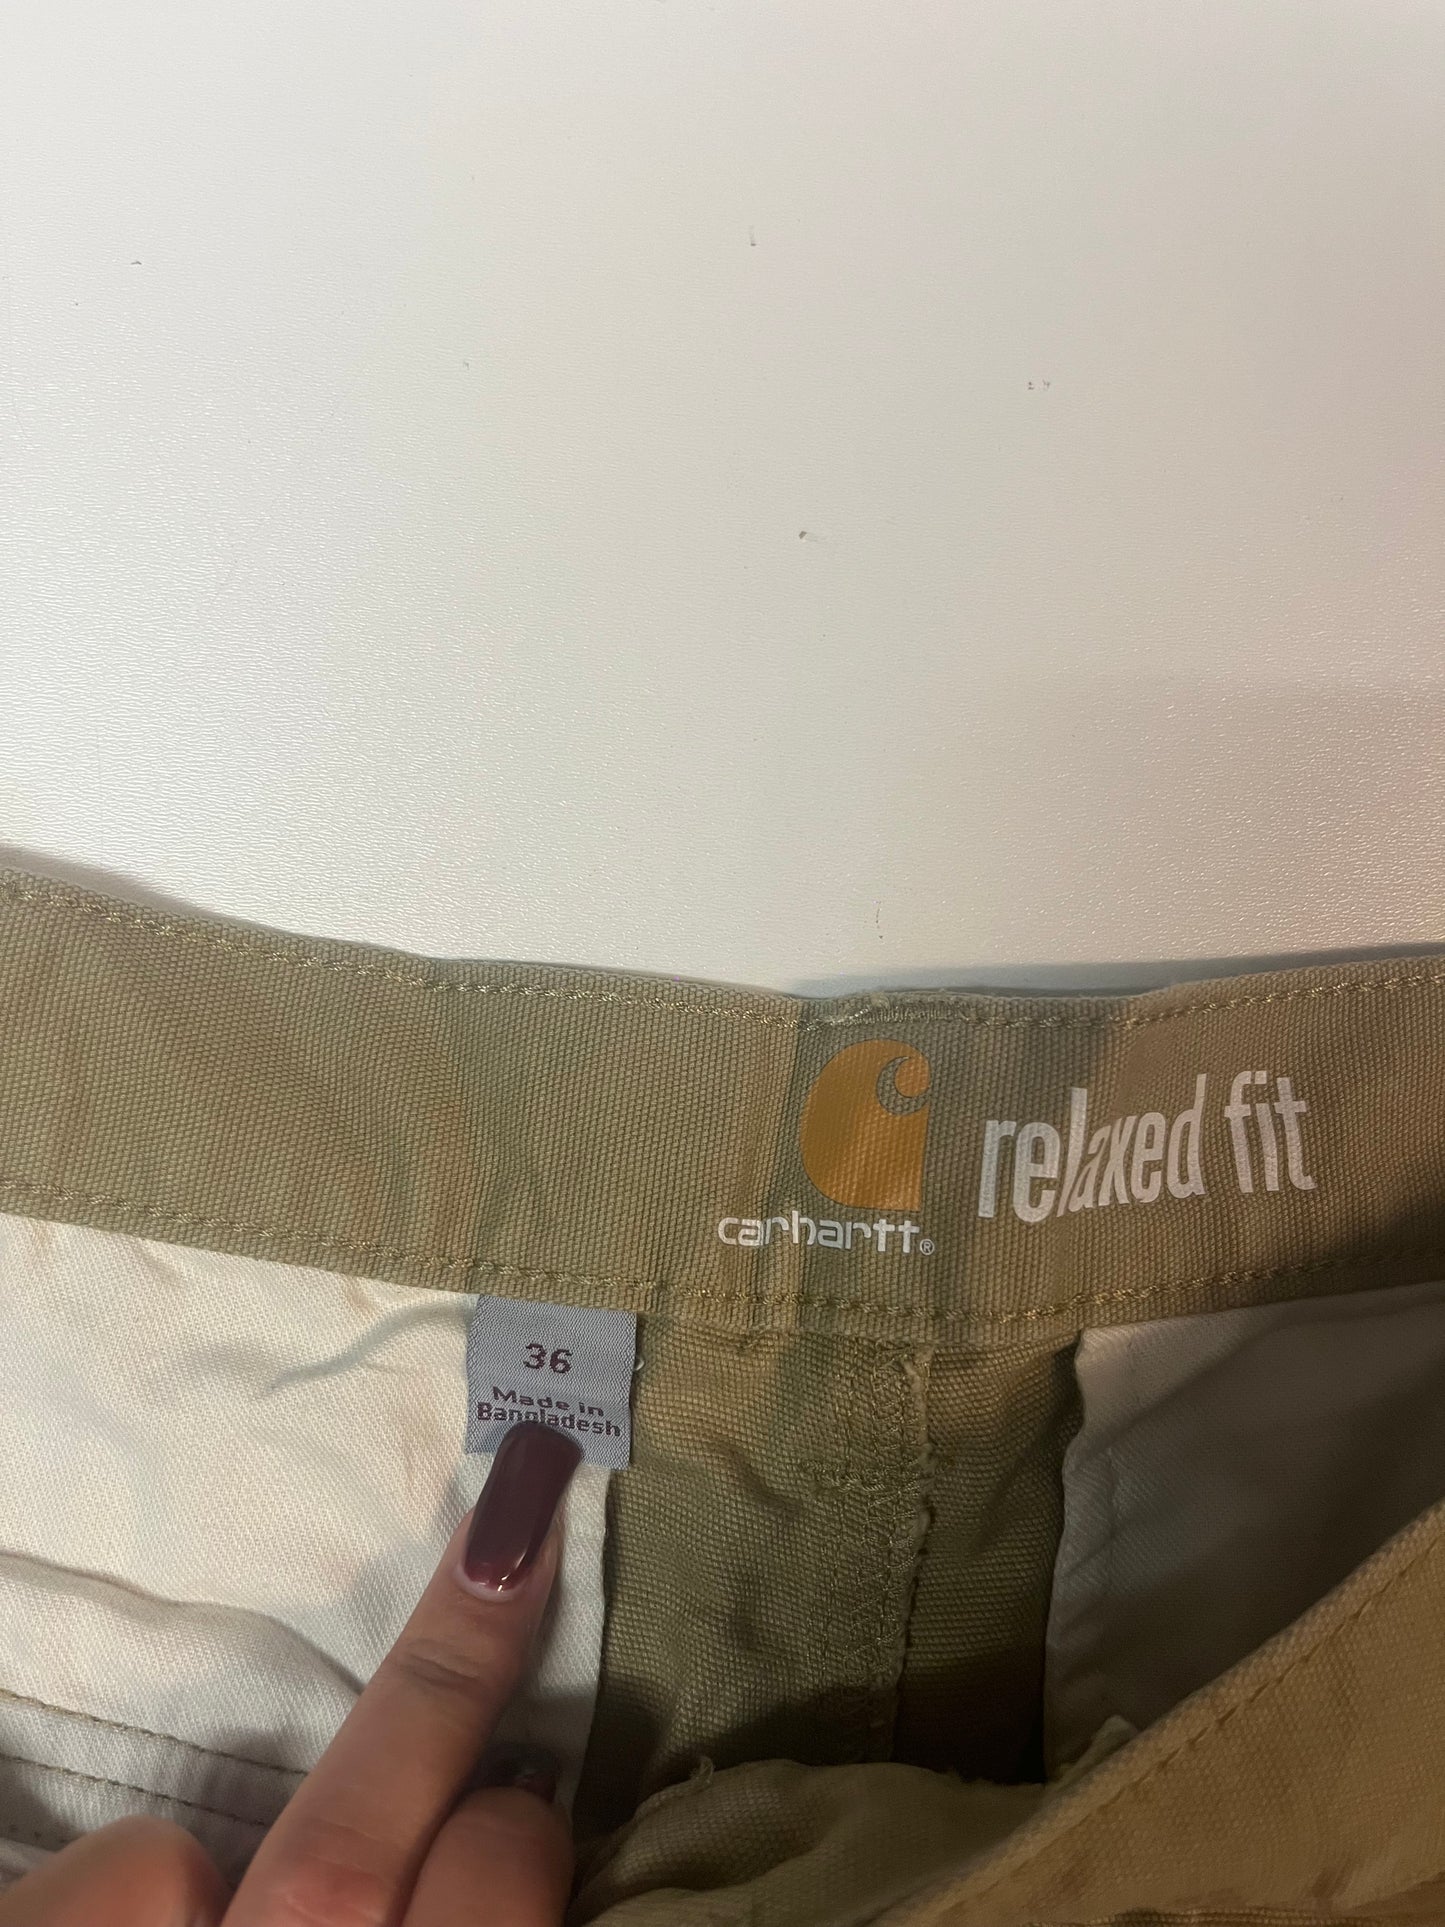 carhartt®
relaxed fit
36
Made in
Bangladesh